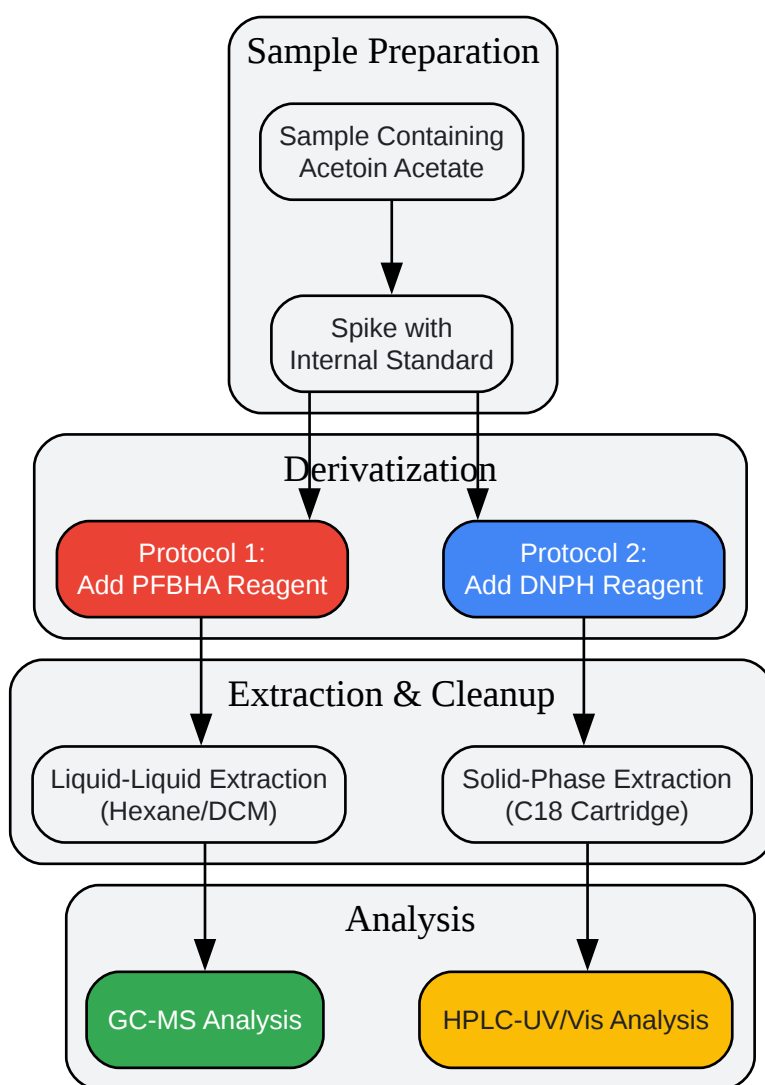 Sample Preparation
Sample Containing
Acetoin Acetate
Spike with
Internal Standard
Derivatization
Protocol 1:
Add PFBHA Reagent
Protocol 2:
Add DNPH Reagent
Extraction & Cleanup
Liquid-Liquid Extraction
(Hexane/DCM)
Solid-Phase Extraction
(C18 Cartridge)
Analysis
GC-MS Analysis
HPLC-UV/Vis Analysis